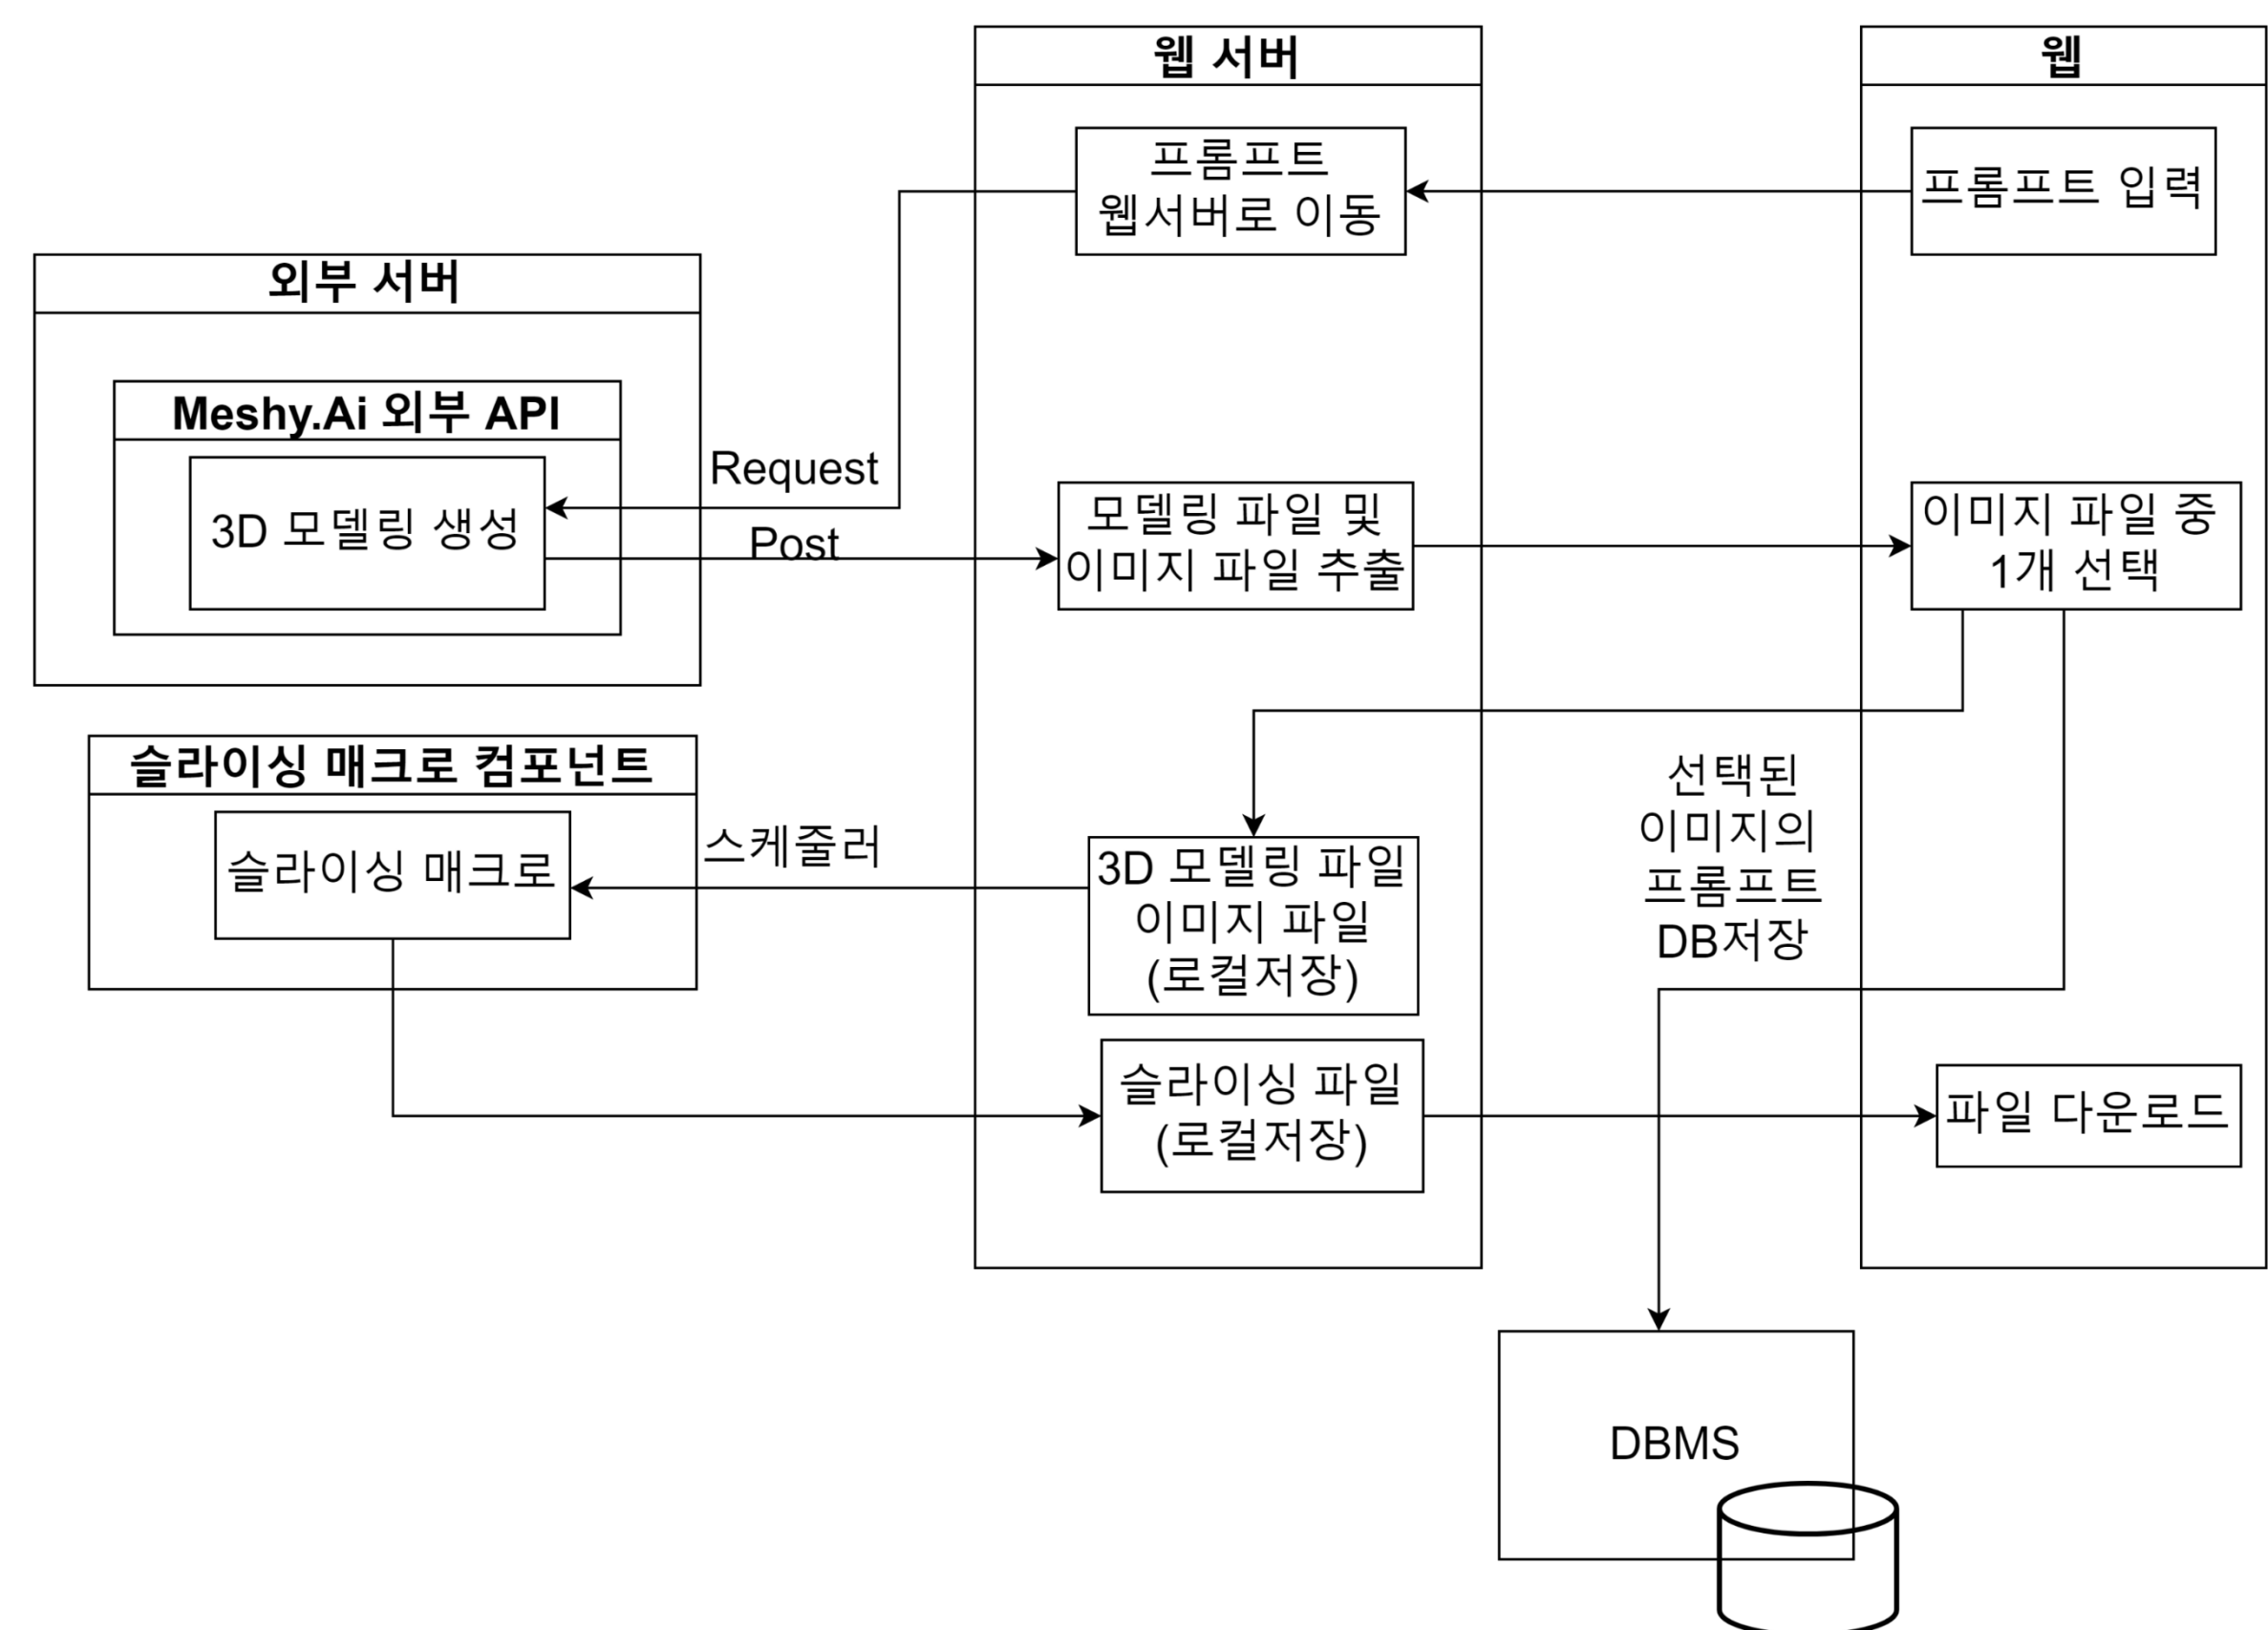 웹 서버
웹
프롬프트
웹서버로 이동
프롬프트 입력
외부 서버
Meshy.Ai 외부 API
3D 모델링 생성
Request
Post
모델링 파일 및
이미지 파일 추출
이미지 파일 중
1개 선택
슬라이싱 매크로 컴포넌트
슬라이싱 매크로
스케줄러
3D 모델링 파일
이미지 파일
(로컬저장)
선택된
이미지의
프롬프트
DB저장
슬라이싱 파일
(로컬저장)
파일 다운로드
DBMS